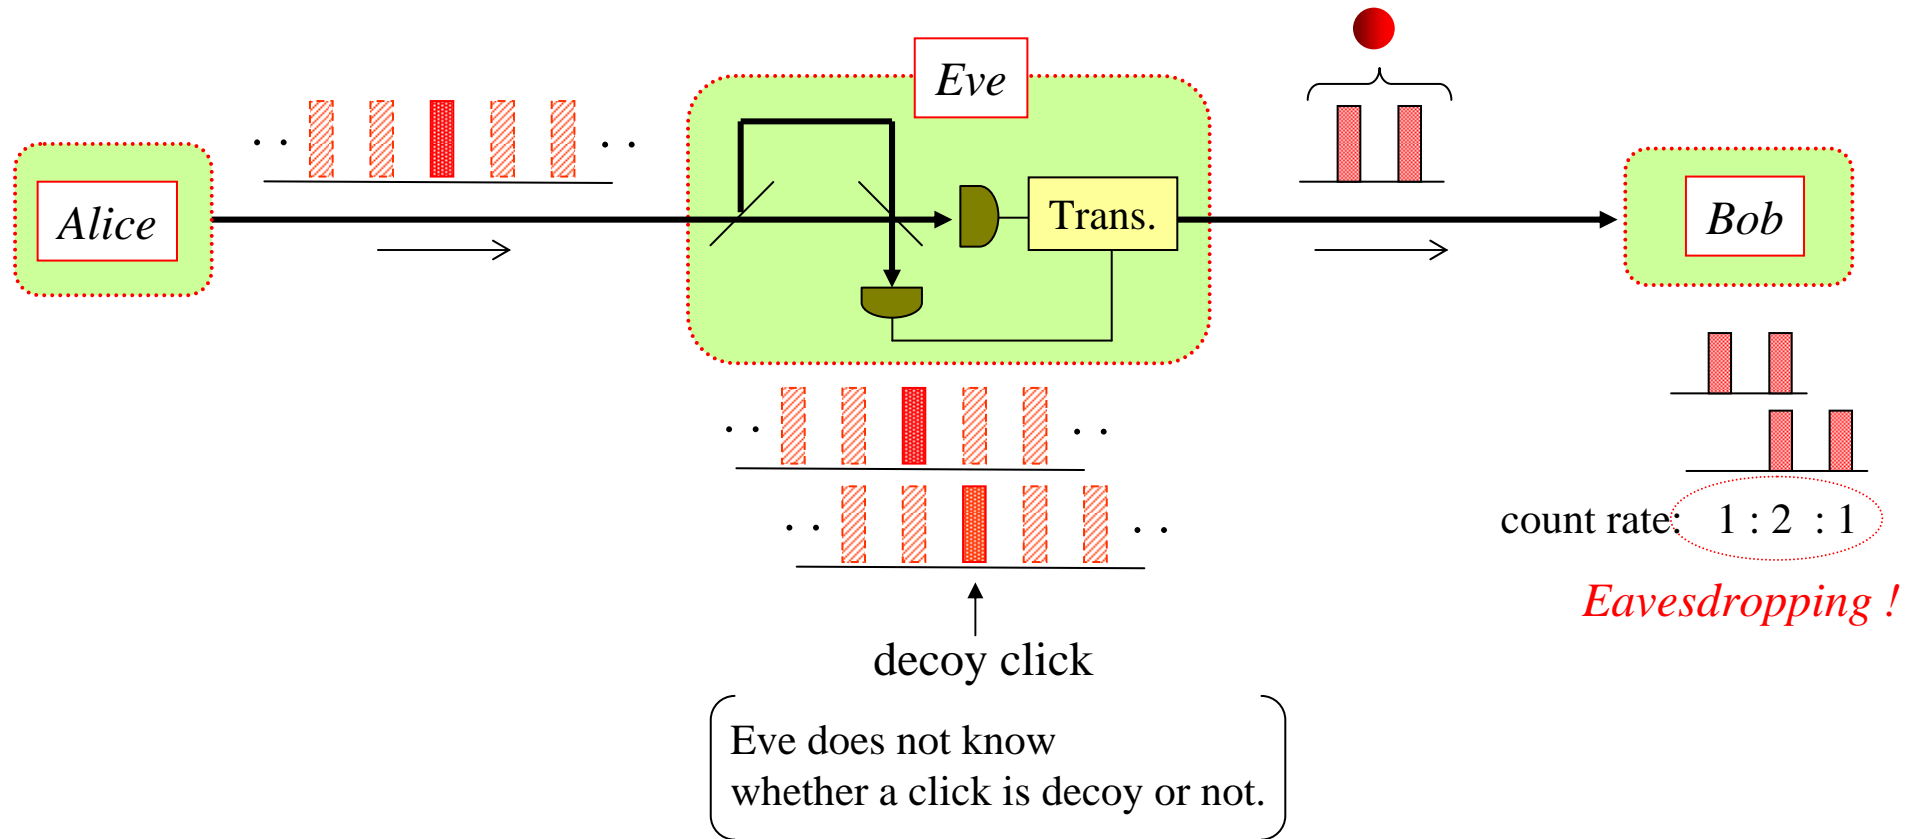 Eve
Alice
Trans.
Bob
count rate: 1 : 2 : 1
Eavesdropping !
decoy click
Eve does not know
whether a click is decoy or not.